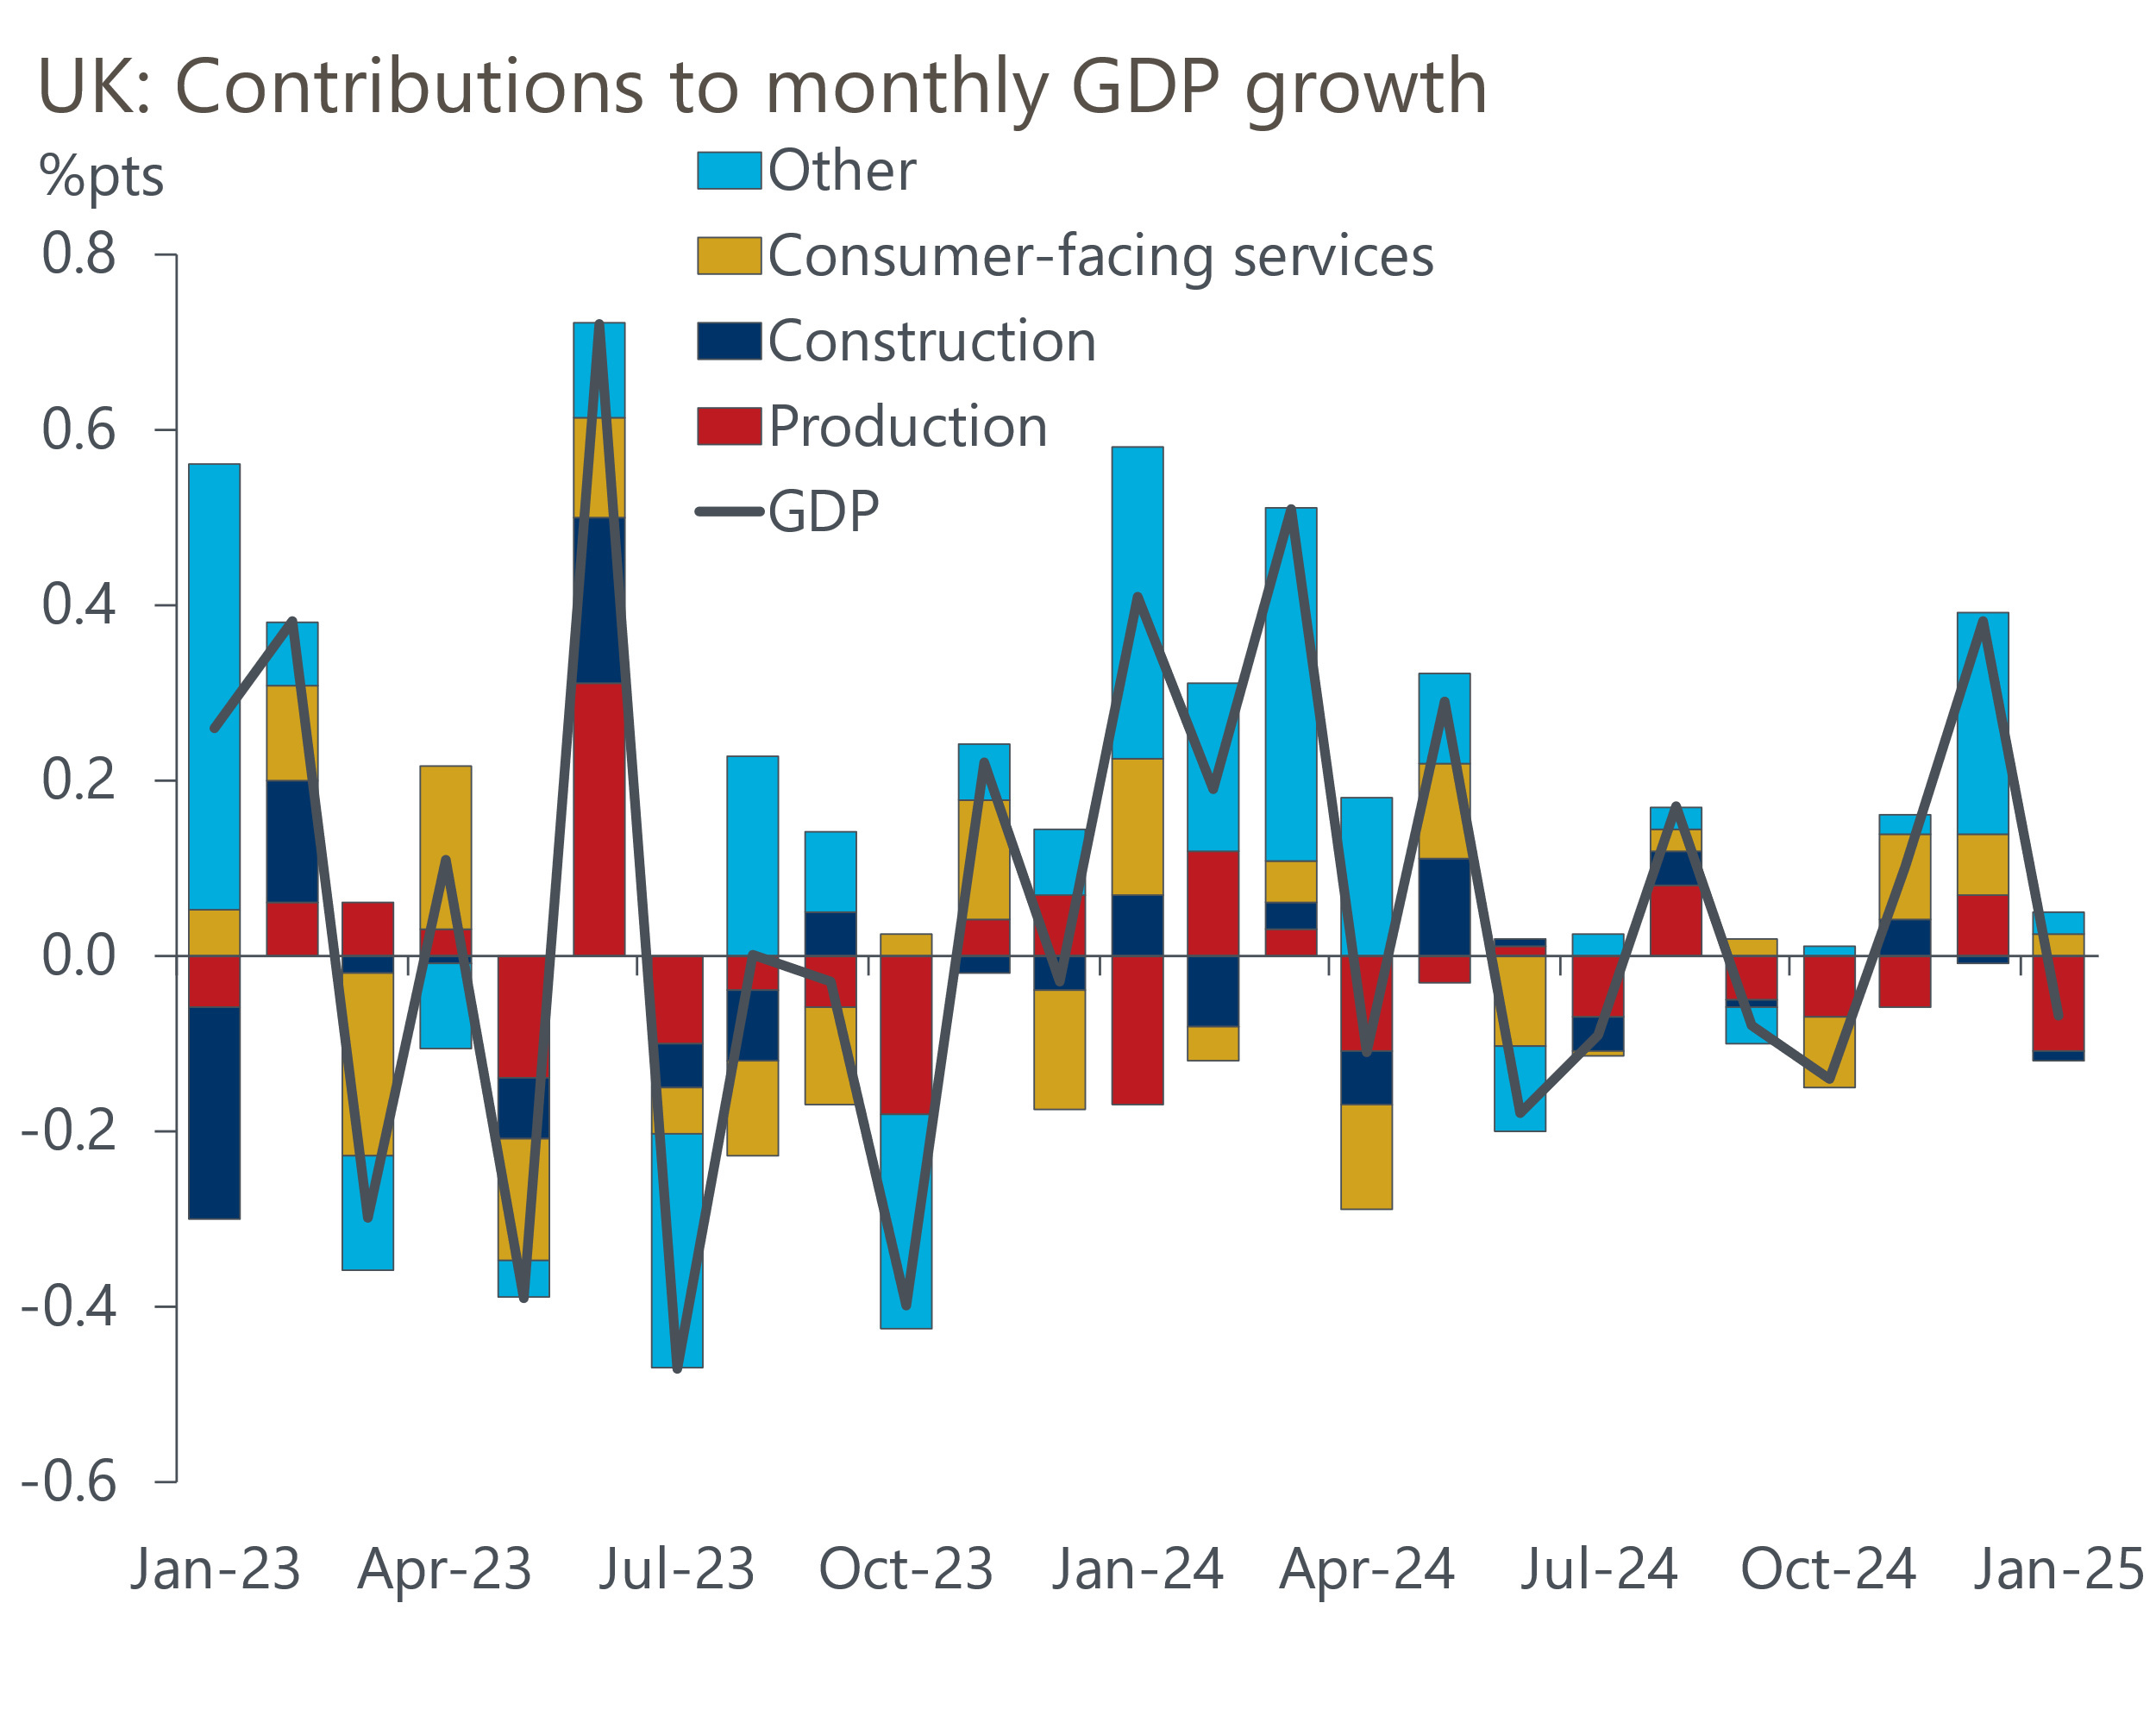 UK: Contributions to monthly GDP growth
%pts
Other
Consumer-facing services
Construction
Production
GDP
0.8
0.6
0.4
0.2
0.0
-0.2
-0.4
-0.6
Jan-23 Apr-23 Jul-23 Oct-23 Jan-24 Apr-24 Jul-24 Oct-24 Jan-25